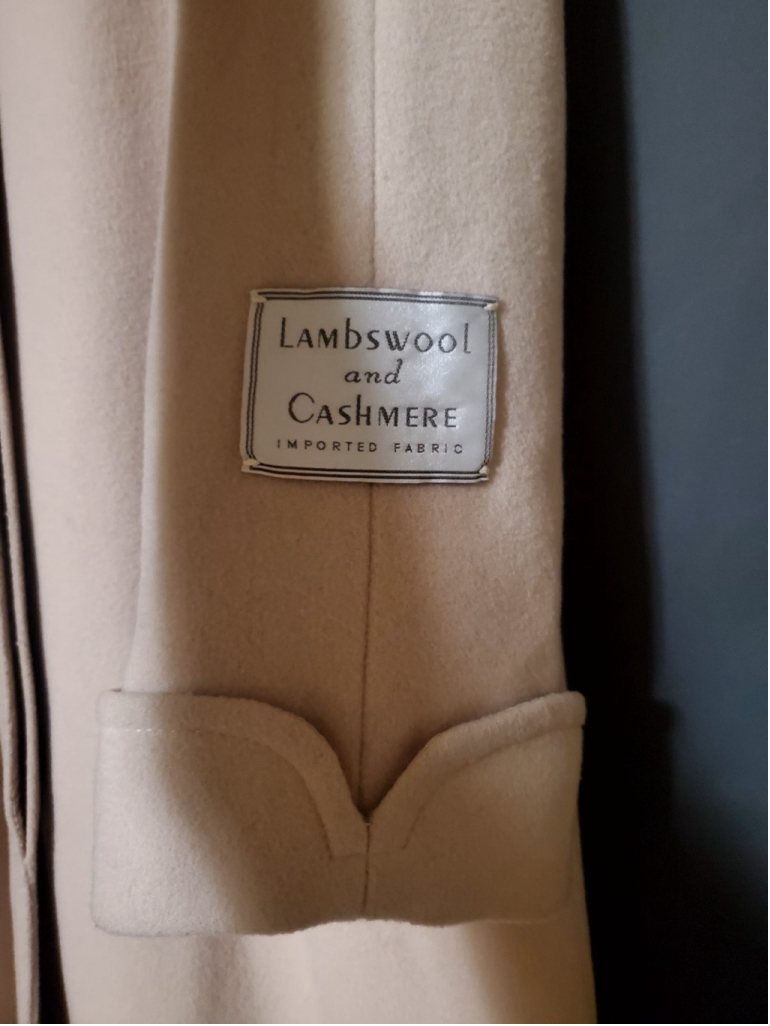 Lambswool
and
Cashmere
IMPORTED FABRIC